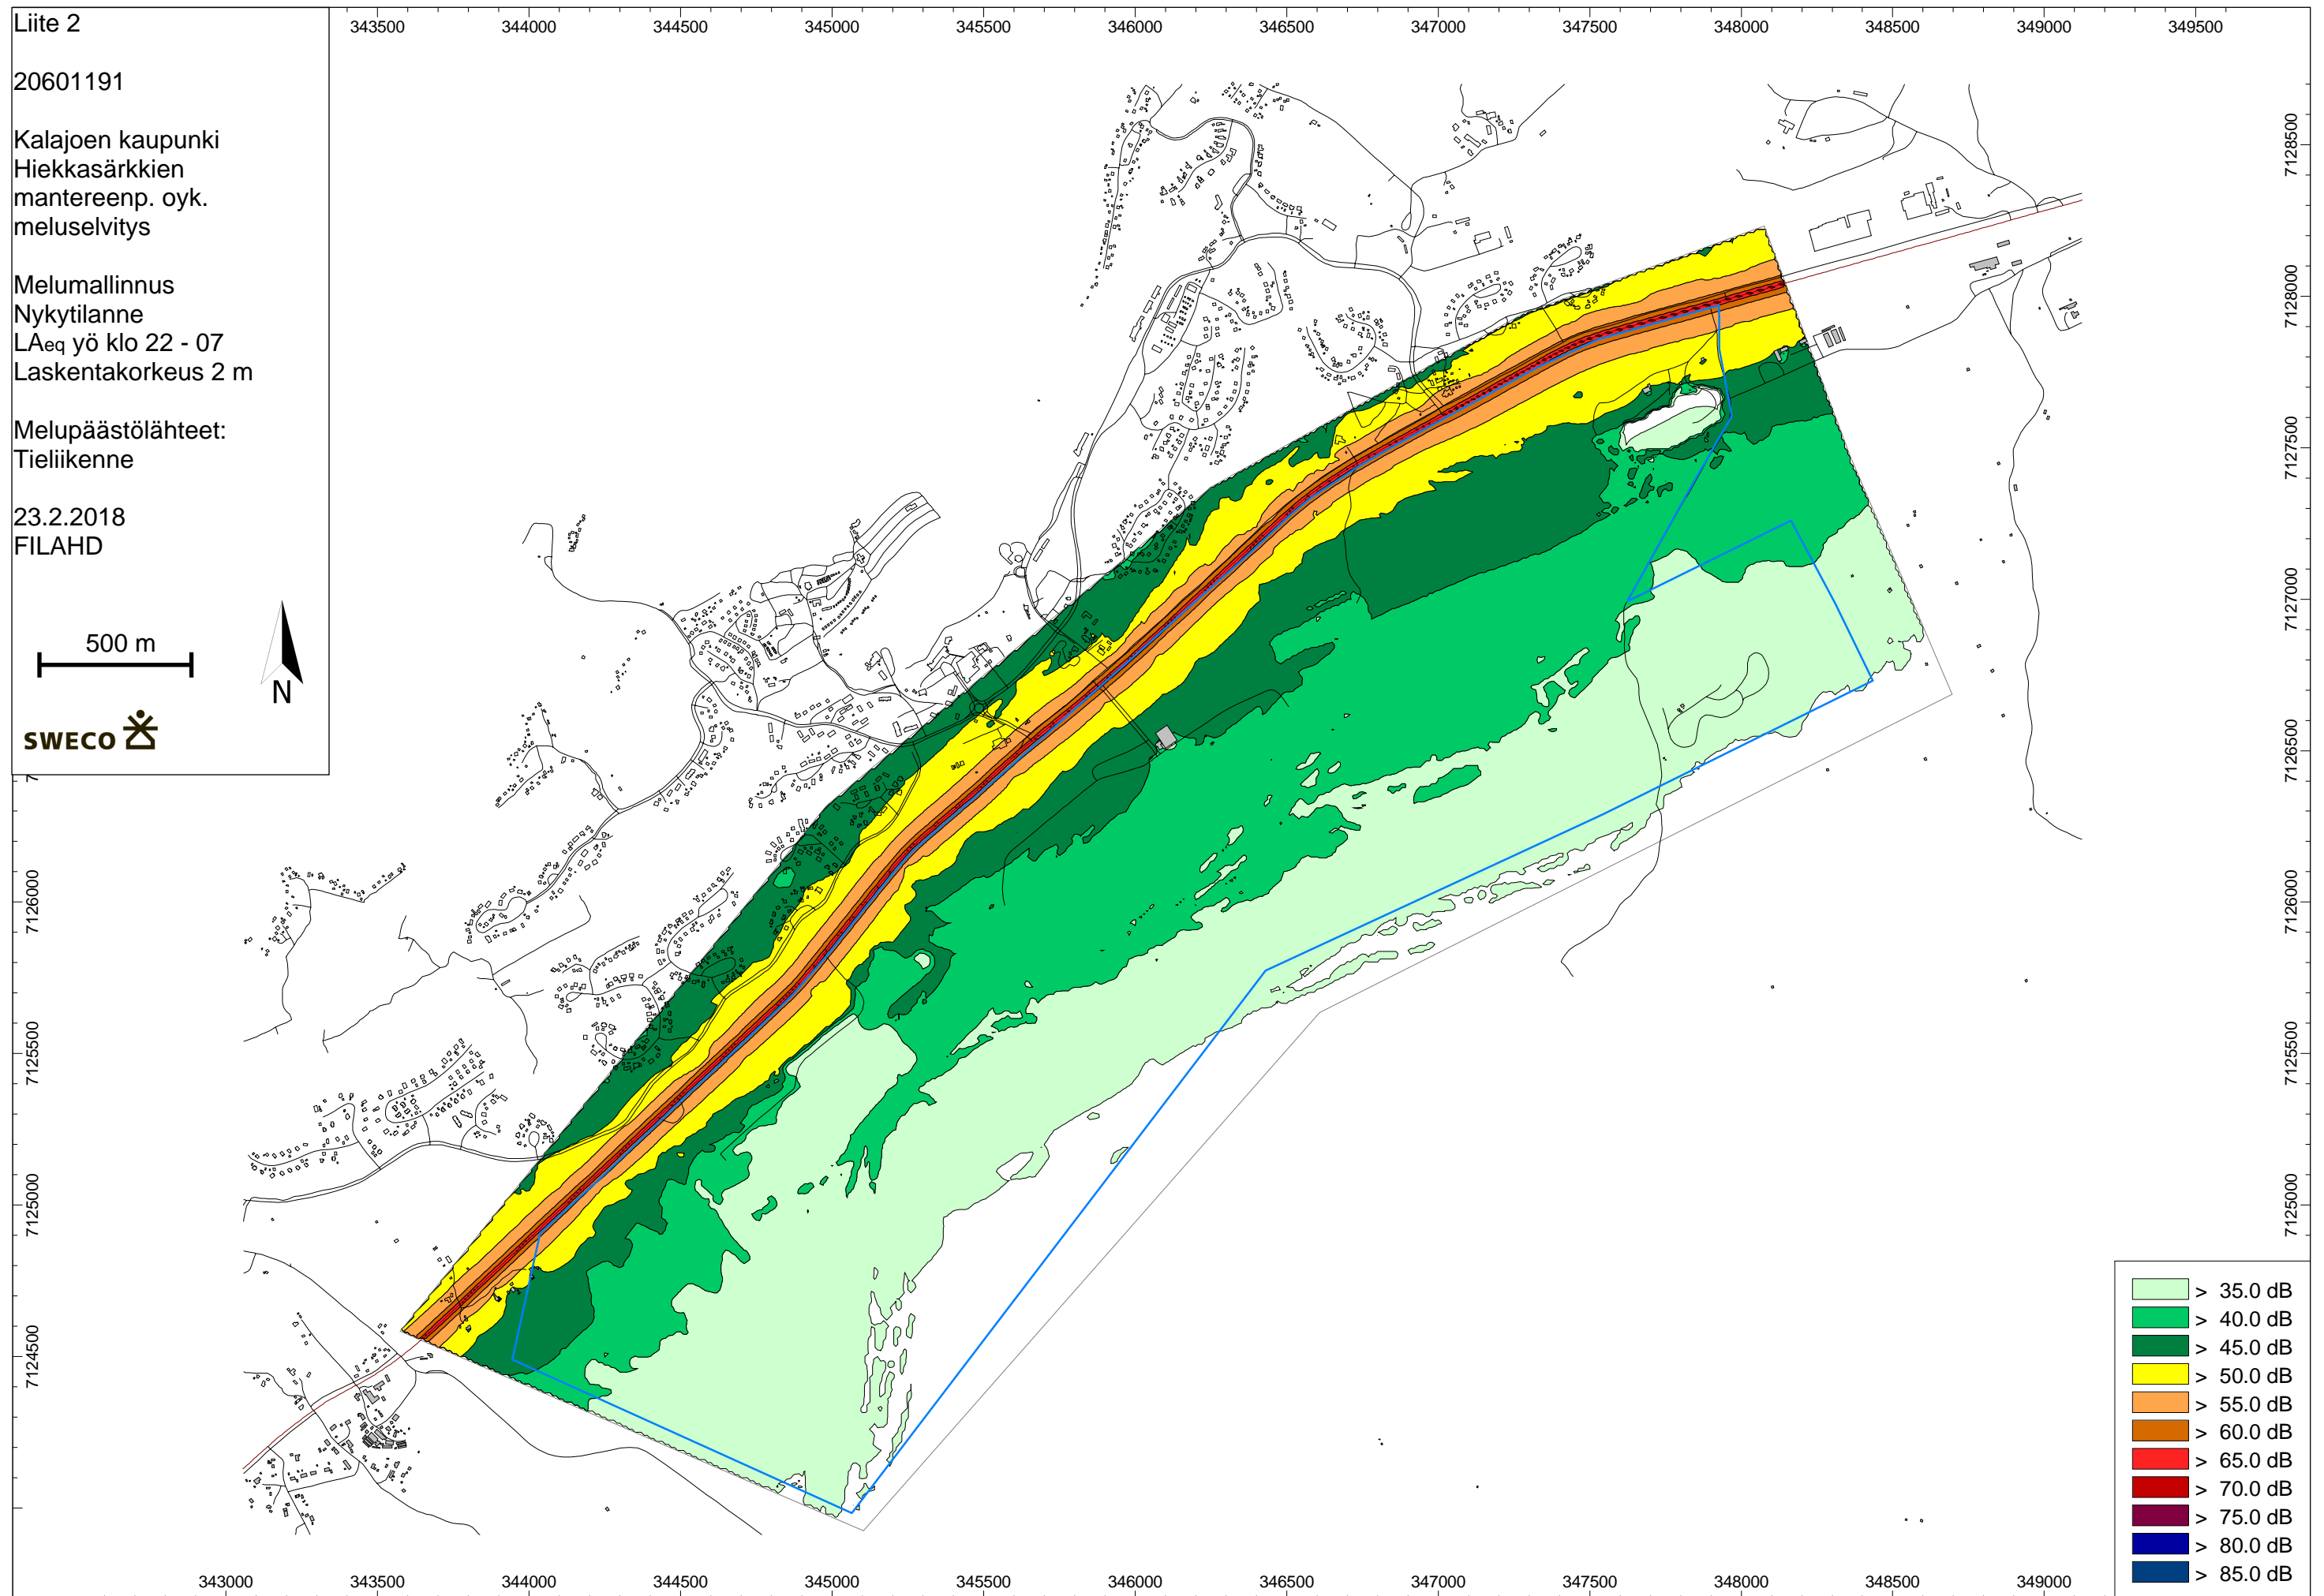 Liite 2
20601191
Kalajoen kaupunki
Hiekkasärkkien
mantereenp. oyk.
meluselvitys
Melumallinnus
Nykytilanne
LAeq yö klo 22 - 07
Laskentakorkeus 2 m
Melupäästölähteet:
Tieliikenne
23.2.2018
FILAHD
500 m
N
SWECO
343500 344000 344500 345000 345500 346000 346500 347000 347500 348000 348500 349000 349500
7128500
7128000
7127500
7127000
7126500
7126000
7125500
7125000
7126000
7125500
7125000
7124500
> 35.0 dB
> 40.0 dB
> 45.0 dB
> 50.0 dB
> 55.0 dB
> 60.0 dB
> 65.0 dB
> 70.0 dB
> 75.0 dB
> 80.0 dB
> 85.0 dB
343000 343500 344000 344500 345000 345500 346000 346500 347000 347500 348000 348500 349000